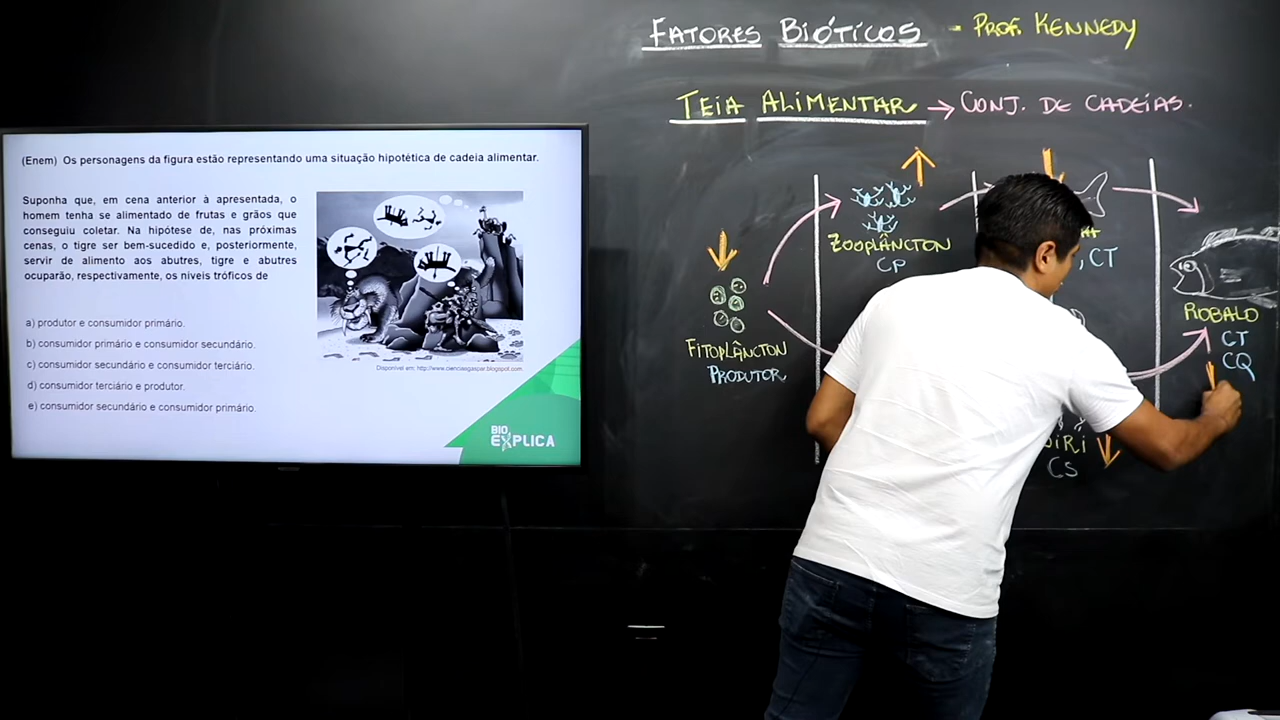 FATORES BIÓTICOS - PROF. KENNEDY
TEIA ALIMENTAR → CONJ. DE CADEIAS.
(Enem) Os personagens da figura estão representando uma situação hipotética de cadeia alimentar.
Suponha que, em cena anterior à apresentada, o
homem tenha se alimentado de frutas e grãos que
conseguiu coletar. Na hipótese de, nas próximas
cenas, o tigre ser bem-sucedido e, posteriormente,
servir de alimento aos abutres, tigre e abutres
ocuparão, respectivamente, os níveis tróficos de
a) produtor e consumidor primário.
b) consumidor primário e consumidor secundário.
c) consumidor secundário e consumidor terciário.
d) consumidor terciário e produtor.
e) consumidor secundário e consumidor primário.
Disponível em: http://www.cienciasgaspar.blogspot.com.
BIO
EXPLICA
FITOPLÂNCTON
PRODUTOR
ZOOPLÂNCTON
CP
, CT
ROBALO
CT
CQ
CS